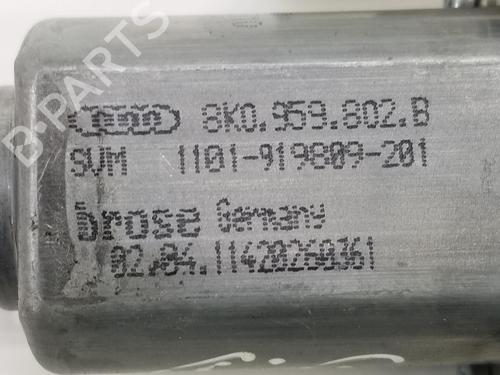 B-PARTS
8K0.959.802.B
SVM 1101-919809-201
brose Germany
02/04.11420260361